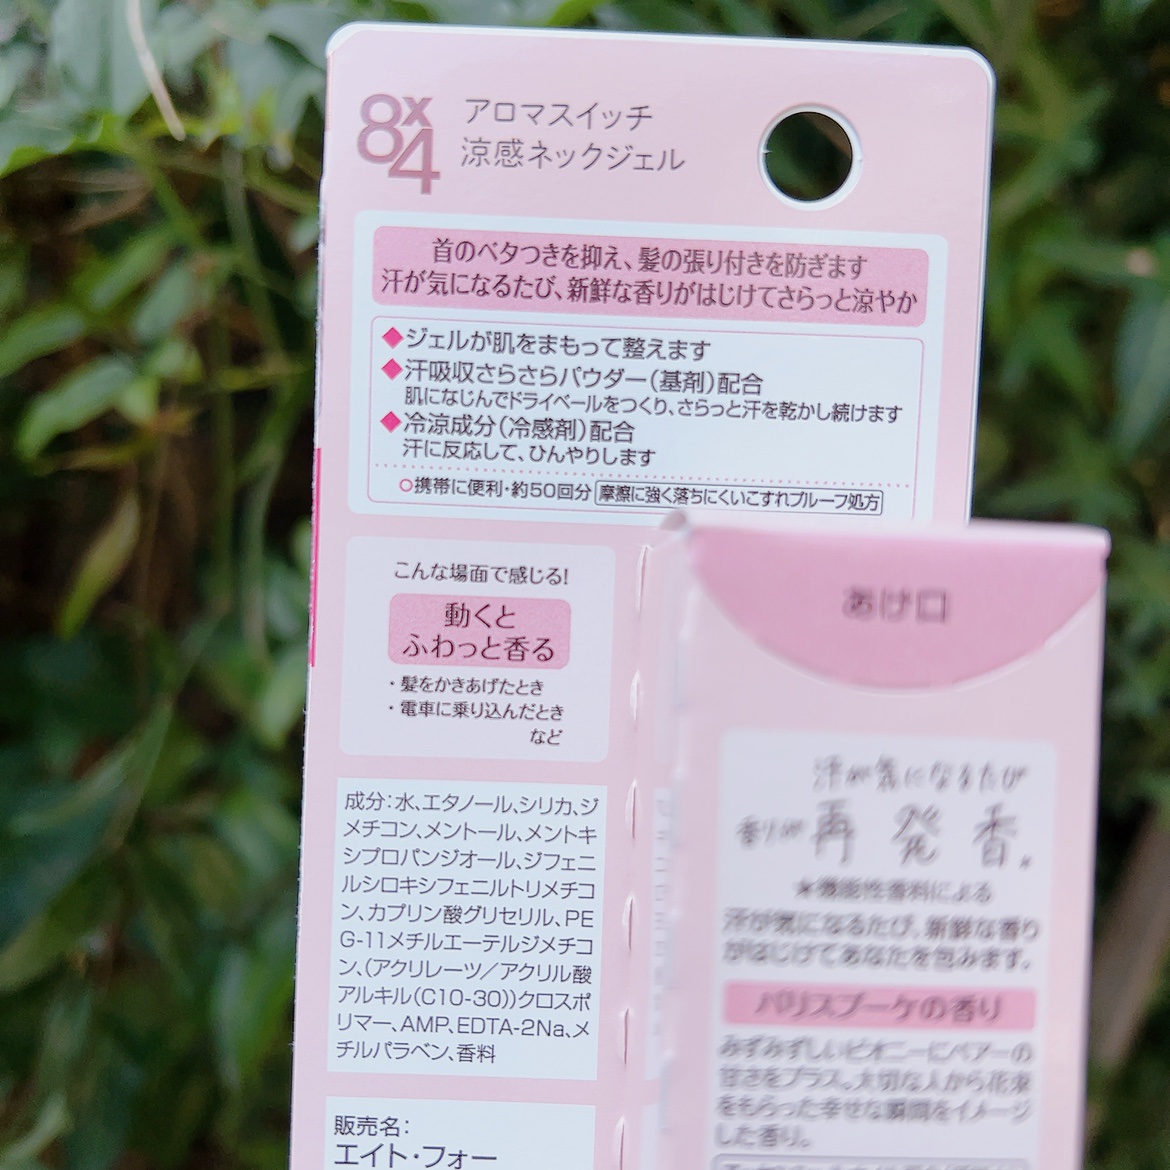 8x4
アロマスイッチ
涼感ネックジェル
首のベタつきを抑え、髪の張り付きを防ぎます
汗が気になるたび、新鮮な香りがはじけてさらっと涼やか
◆ジェルが肌をまもって整えます
◆汗吸収さらさらパウダー(基剤)配合
肌になじんでドライベールをつくり、さらっと汗を乾かし続けます
◆冷涼成分(冷感剤)配合
汗に反応して、ひんやりします
○携帯に便利・約50回分 摩擦に強く落ちにくいこすれプルーフ処方
こんな場面で感じる!
動くと
ふわっと香る
・髪をかきあげたとき
・電車に乗り込んだとき
など
成分:水、エタノール、シリカ、ジ
メチコン、メントール、メントキ
シプロパンジオール、ジフェニ
ルシロキシフェニルトリメチコ
ン、カプリン酸グリセリル、PE
G-11メチルエーテルジメチコ
ン、(アクリレーツ/アクリル酸
アルキル(C10-30))クロスポ
リマー、AMP、EDTA-2Na、メ
チルパラベン、香料
販売名:
エイト・フォー
あけ口
汗が気になるたび
香りが再発香*
★機能性香料による
汗が気になるたび、新鮮な香り
がはじけてあなたを包みます。
パリスブーケの香り
みずみずしいピオニーにペアーの
甘さをプラス。大切な人から花束
をもらった幸せな瞬間をイメージ
した香り。